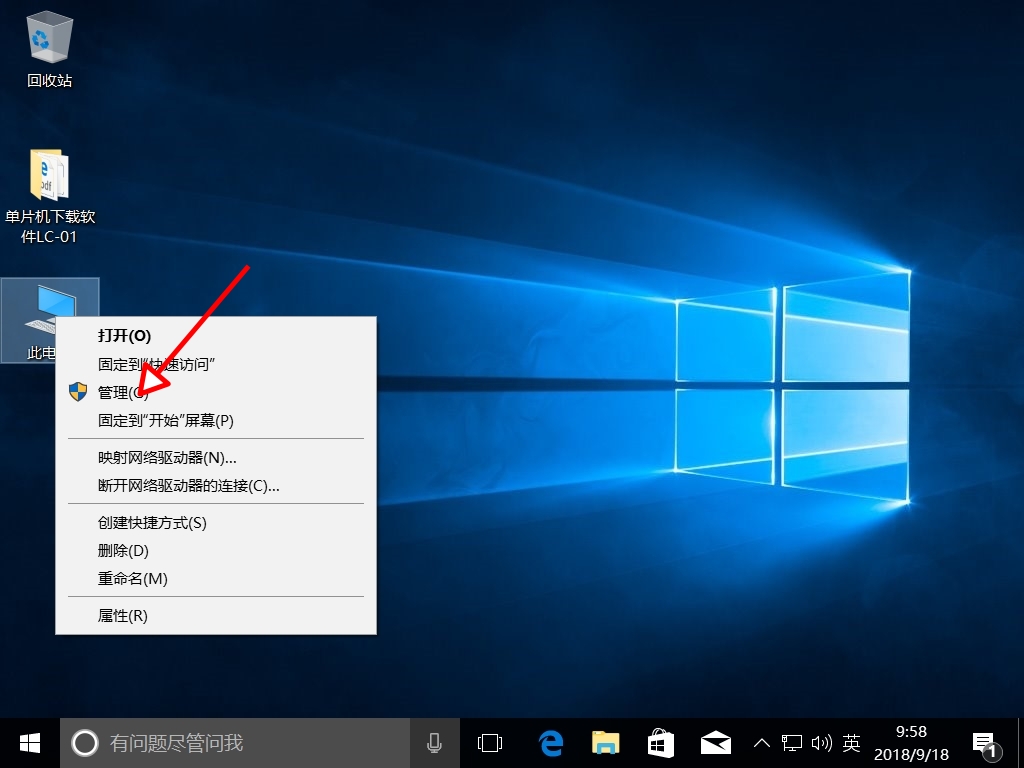 回收站
pdf
单片机下载软
件LC-01
此电
打开(O)
固定到“快速访问”
管理(G)
固定到“开始”屏幕(P)
映射网络驱动器(N)...
断开网络驱动器的连接(C)...
创建快捷方式(S)
删除(D)
重命名(M)
属性(R)
有问题尽管问我
英
9:58
2018/9/18
1